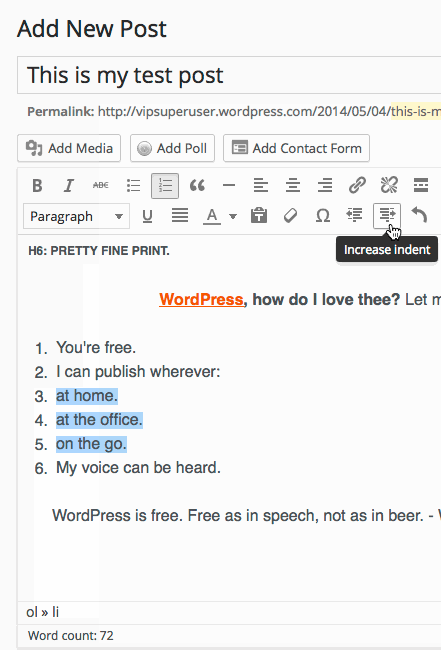 Add New Post
This is my test post
Permalink: http://vipsuperuser.wordpress.com/2014/05/04/this-is-m
Add Media Add Poll Add Contact Form
B I ABC
Paragraph U A Ω
Increase indent
H6: PRETTY FINE PRINT.
WordPress, how do I love thee? Let m
1. You're free.
2. I can publish wherever:
3. at home.
4. at the office.
5. on the go.
6. My voice can be heard.
WordPress is free. Free as in speech, not as in beer. -
ol » li
Word count: 72